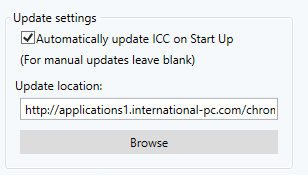 Update settings
Automatically update ICC on Start Up
(For manual updates leave blank)
Update location:
http://applications1.international-pc.com/chron
Browse